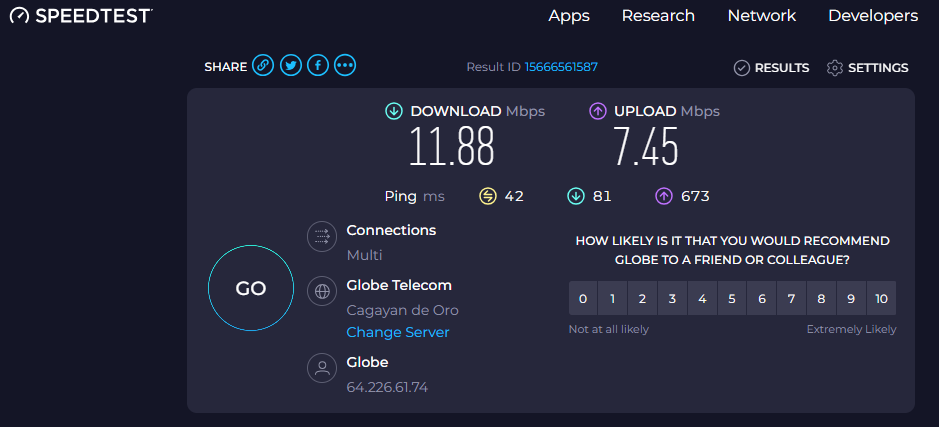 SPEEDTEST
Apps Research Network Developers
SHARE
Result ID 15666561587
RESULTS SETTINGS
DOWNLOAD Mbps
11.88
UPLOAD Mbps
7.45
Ping ms 42 81 673
GO
Connections
Multi
Globe Telecom
Cagayan de Oro
Change Server
Globe
64.226.61.74
HOW LIKELY IS IT THAT YOU WOULD RECOMMEND
GLOBE TO A FRIEND OR COLLEAGUE?
0 1 2 3 4 5 6 7 8 9 10
Not at all likely Extremely Likely